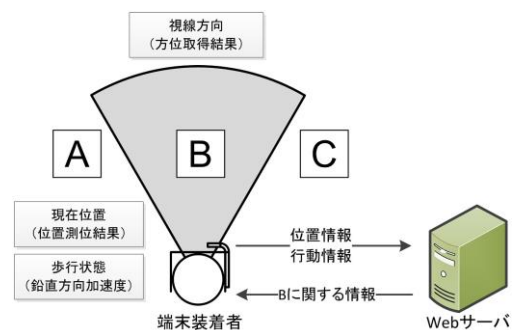 視線方向
(方位取得結果)
A
B
C
現在位置
(位置測位結果)
歩行状態
(鉛直方向加速度)
位置情報
行動情報
Bに関する情報
端末装着者
Webサーバ